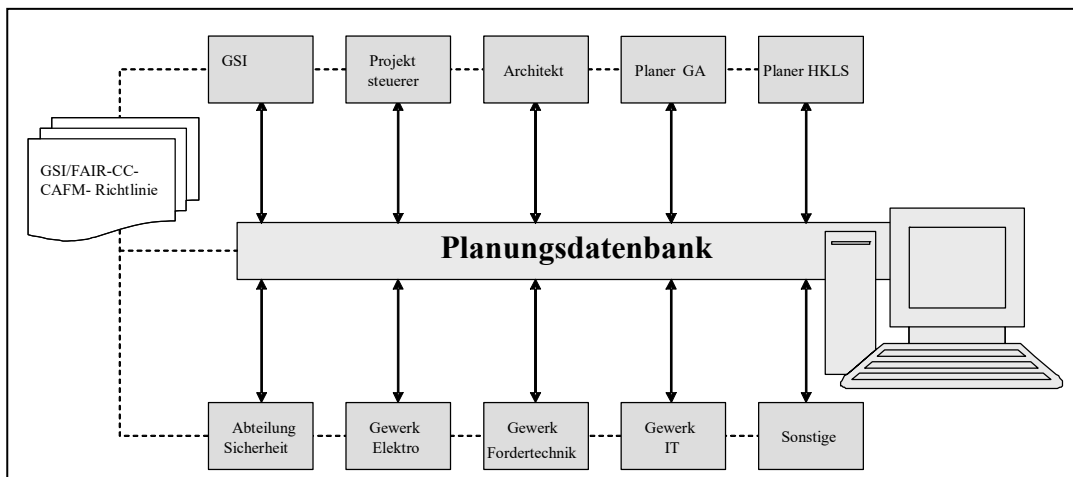 GSI
Projekt
steuerer
Architekt
Planer GA
Planer HKLS
GSI/FAIR-CC-
CAFM- Richtlinie
Planungsdatenbank
Abteilung
Sicherheit
Gewerk
Elektro
Gewerk
Fordertechnik
Gewerk
IT
Sonstige